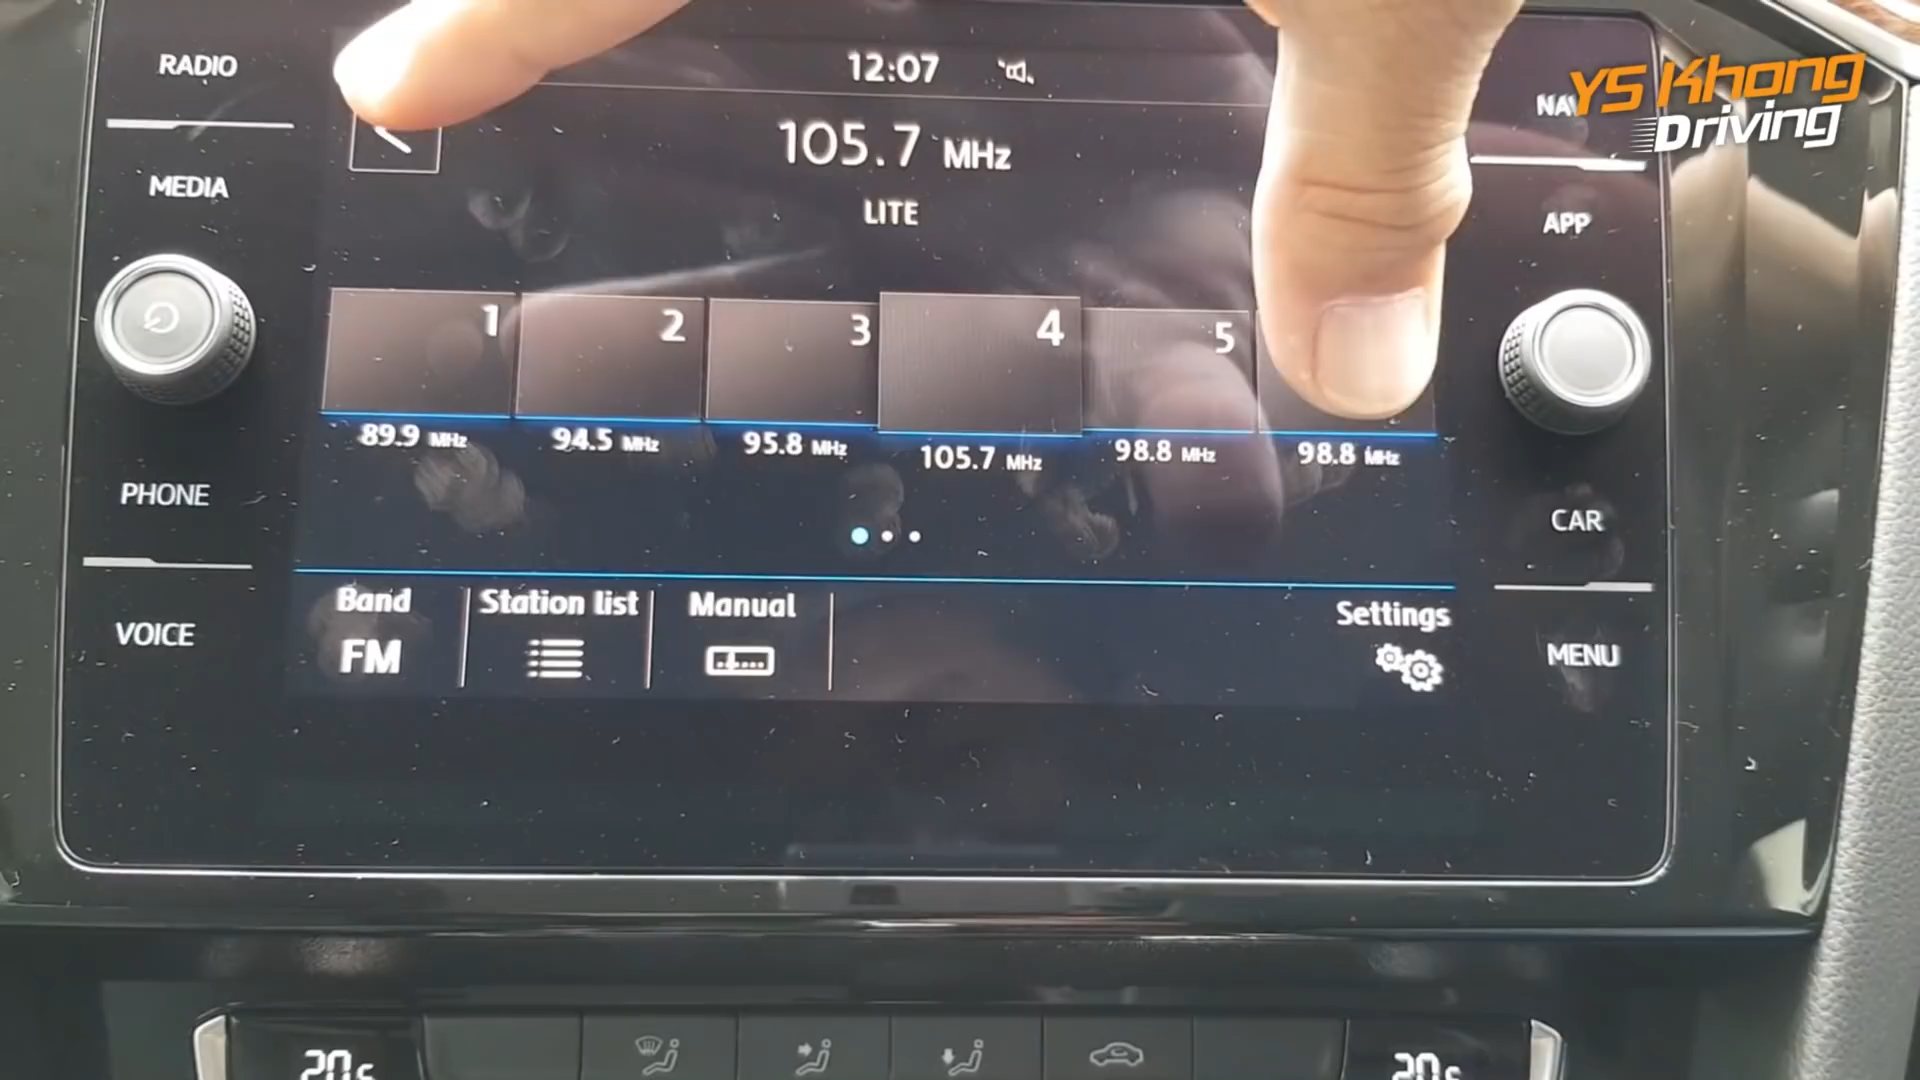 RADIO
12:07
NAV
YS Khong
Driving
105.7 MHz
MEDIA
LITE
APP
1
2
3
4
5
89.9 MHz
94.5 MHz
95.8 MHz
105.7 MHz
98.8 MHz
98.8 MHz
PHONE
CAR
Band
Station list
Manual
Settings
FM
VOICE
MENU
20
20